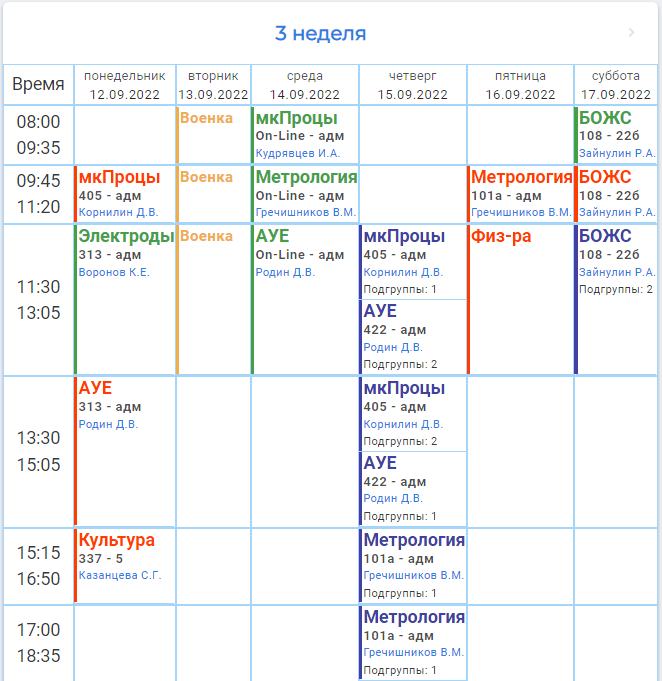 3 неделя
Время
понедельник
12.09.2022
вторник
13.09.2022
среда
14.09.2022
четверг
15.09.2022
пятница
16.09.2022
суббота
17.09.2022
08:00
09:35
Военка
мкПроцы
On-Line - адм
Кудрявцев И.А.
БОЖС
108 - 22б
Зайнулин Р.А.
09:45
11:20
мкПроцы
405 - адм
Корнилин Д.В.
Военка
Метрология
On-Line - адм
Гречишников В.М.
Метрология
101а - адм
Гречишников В.М.
БОЖС
108 - 22б
Зайнулин Р.А.
11:30
13:05
Электроды
313 - адм
Воронов К.Е.
Военка
АУЕ
On-Line - адм
Родин Д.В.
мкПроцы
405 - адм
Корнилин Д.В.
Подгруппы: 1
АУЕ
422 - адм
Родин Д.В.
Подгруппы: 2
Физ-ра
БОЖС
108 - 22б
Зайнулин Р.А.
Подгруппы: 2
13:30
15:05
АУЕ
313 - адм
Родин Д.В.
мкПроцы
405 - адм
Корнилин Д.В.
Подгруппы: 2
АУЕ
422 - адм
Родин Д.В.
Подгруппы: 1
15:15
16:50
Культура
337 - 5
Казанцева С.Г.
Метрология
101а - адм
Гречишников В.М.
Подгруппы: 1
17:00
18:35
Метрология
101а - адм
Гречишников В.М.
Подгруппы: 1